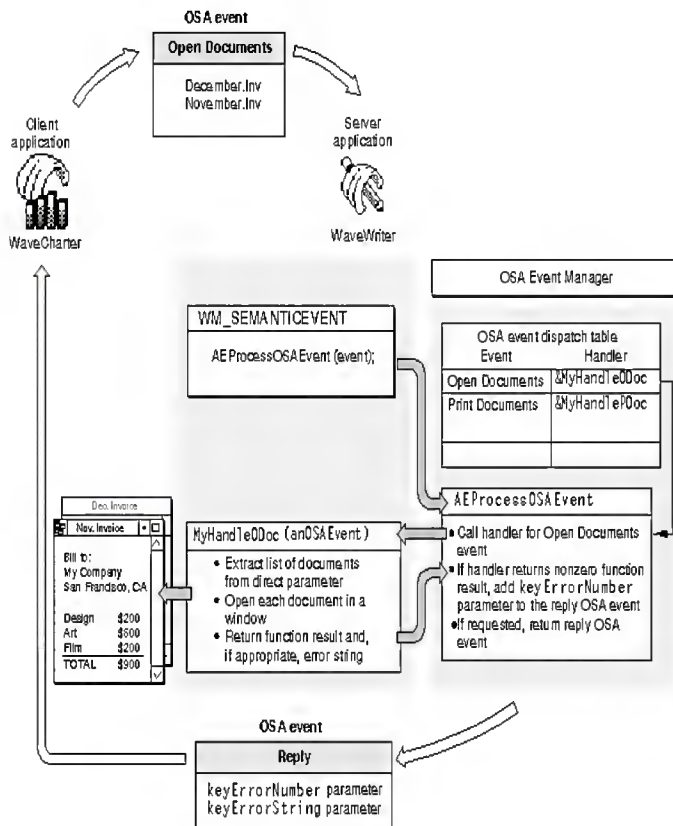 OSA event
Open Documents
December.Inv
November.Inv
Client
application
WaveCharter
Server
application
WaveWriter
OSA Event Manager
WM_SEMANTICEVENT
AEProcessOSAEvent (event);
OSA event dispatch table
Event Handler
Open Documents &MyHandleODoc
Print Documents &MyHandlePDoc
AEProcessOSAEvent
• Call handler for Open Documents
event
• If handler returns nonzero function
result, add keyErrorNumber
parameter to the reply OSA event
• If requested, return reply OSA
event
MyHandleODoc (anOSAEvent)
• Extract list of documents
from direct parameter
• Open each document in a
window
• Return function result and,
if appropriate, error string
Dec. Invoice
Nov. Invoice
Bill to:
My Company
San Francisco, CA
Design $200
Art $500
Film $200
TOTAL $900
OSA event
Reply
keyErrorNumber parameter
keyErrorString parameter